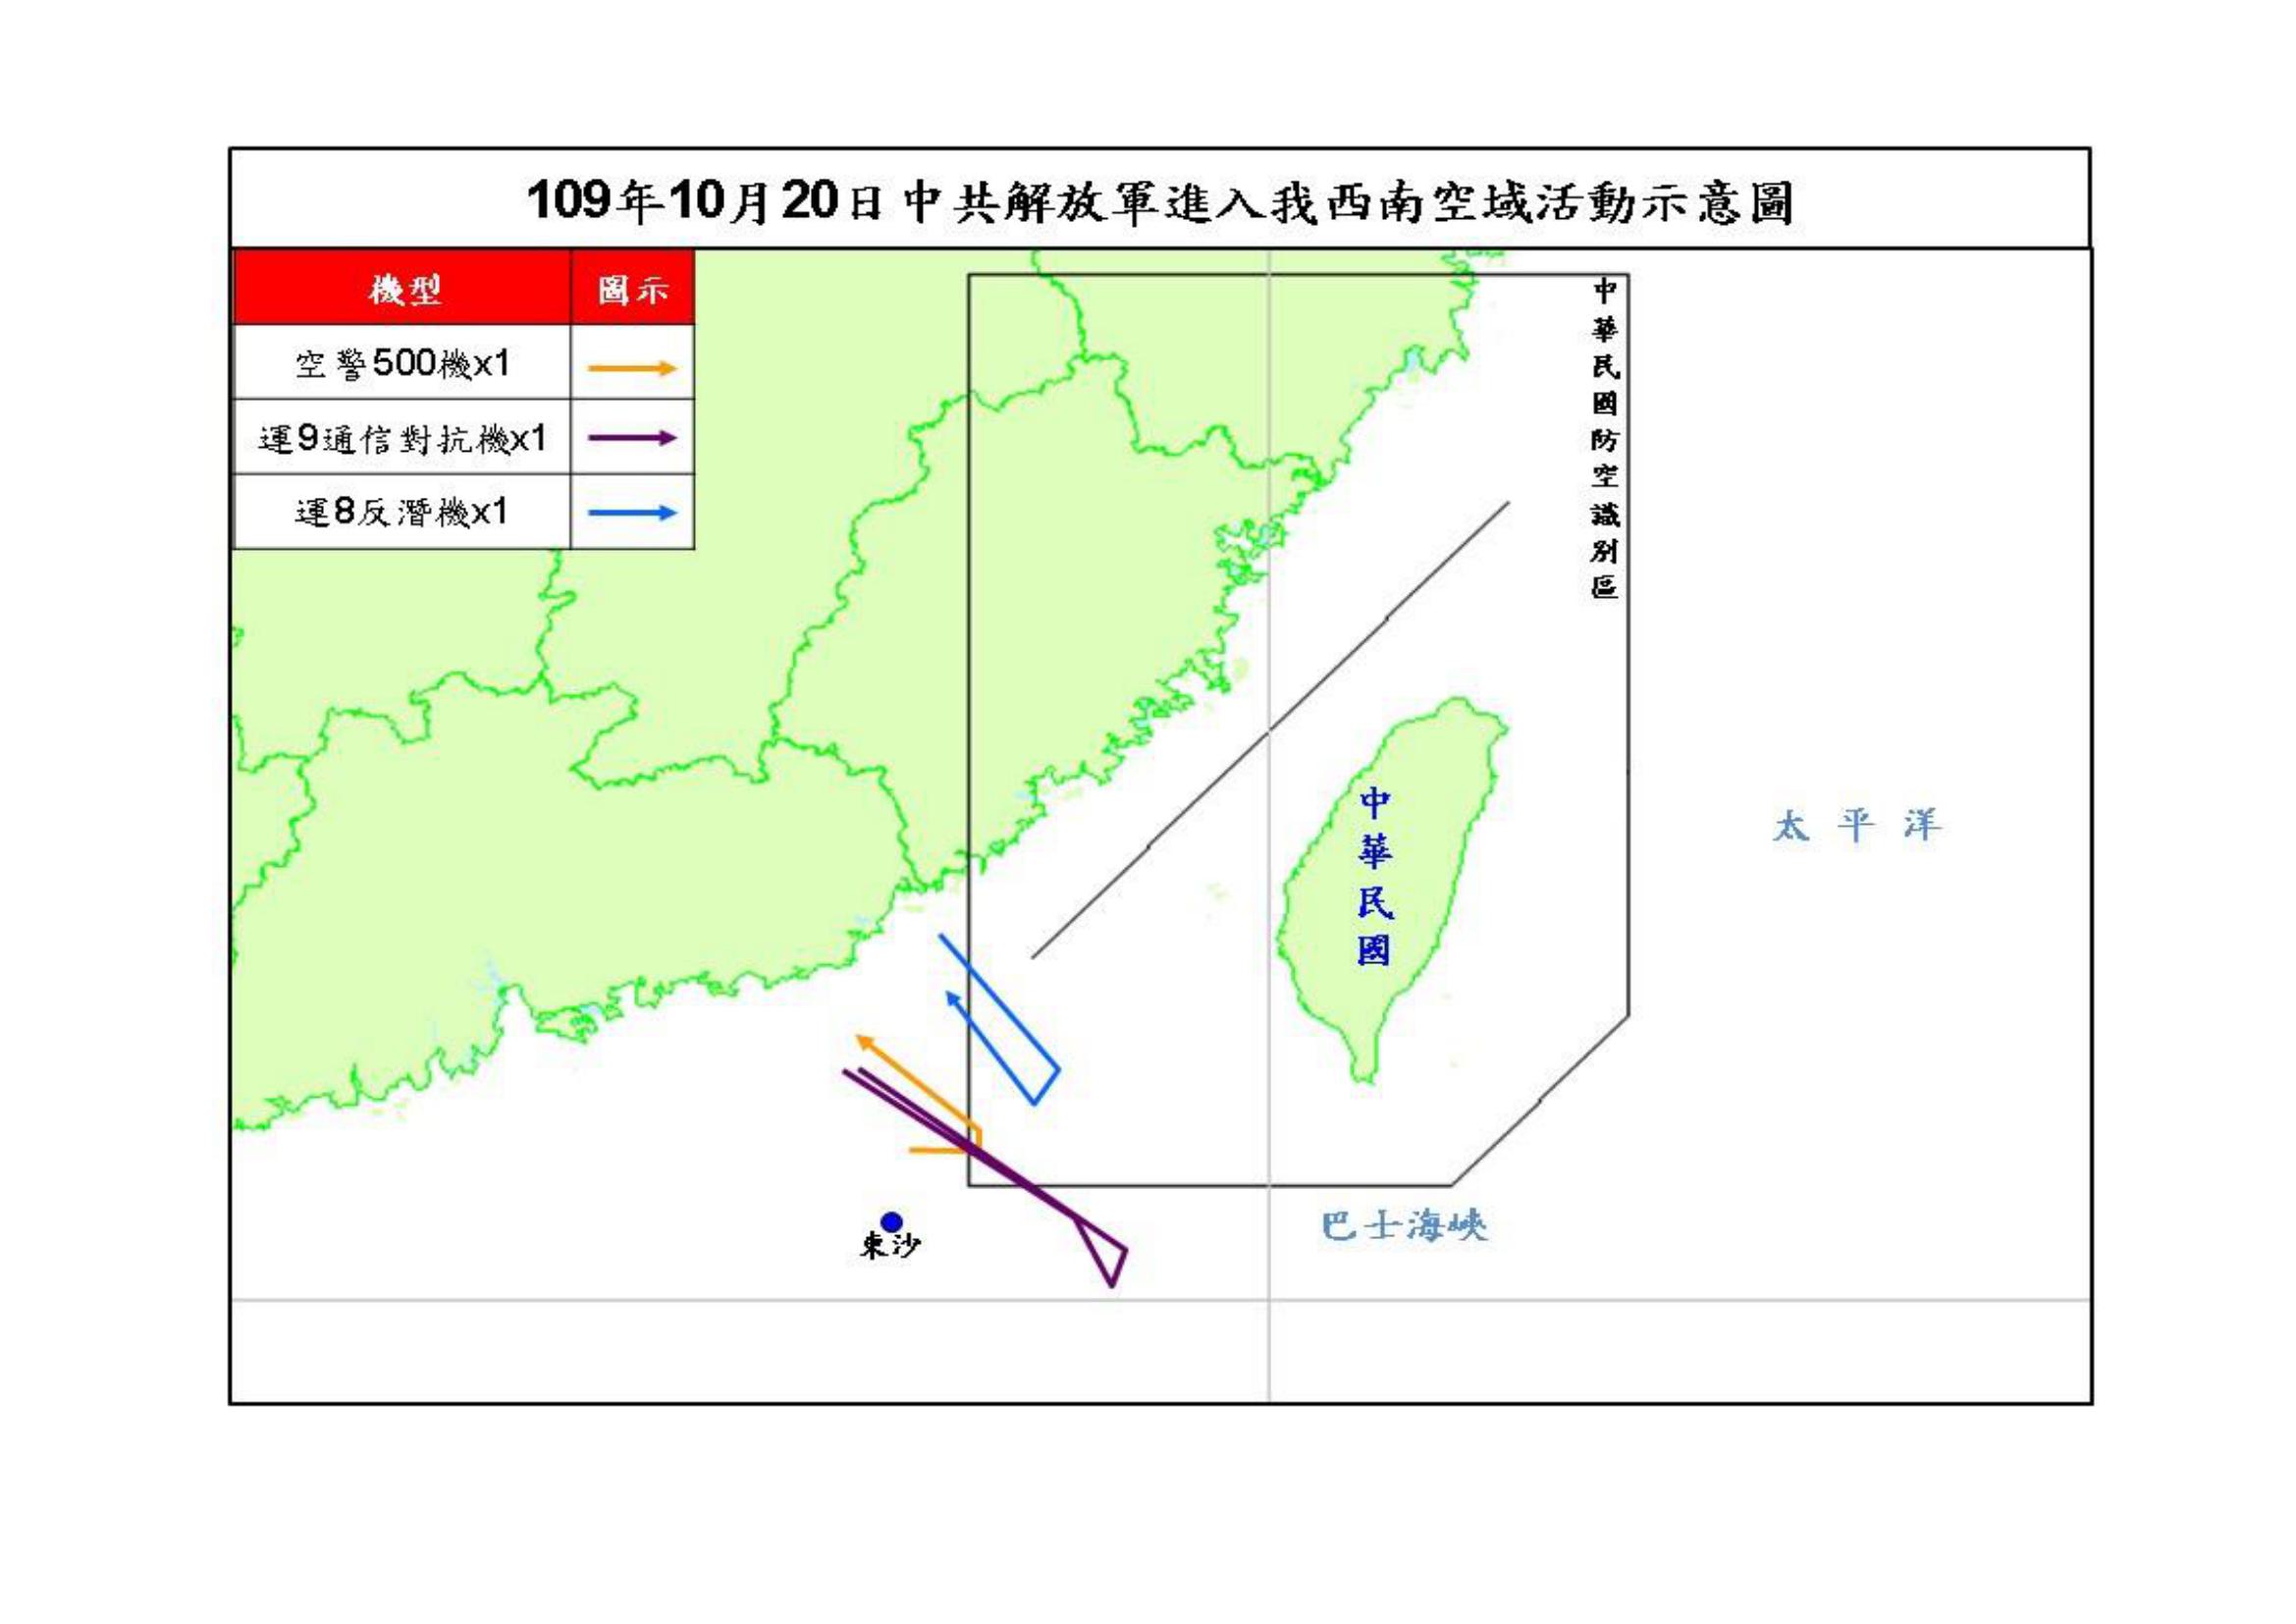 109年10月20日中共解放軍進入我西南空域活動示意圖
機型 圖示
空警500機x1
運9通信對抗機x1
運8反潛機x1
中華民國防空識別區
中華民國
太平洋
巴士海峽
東沙